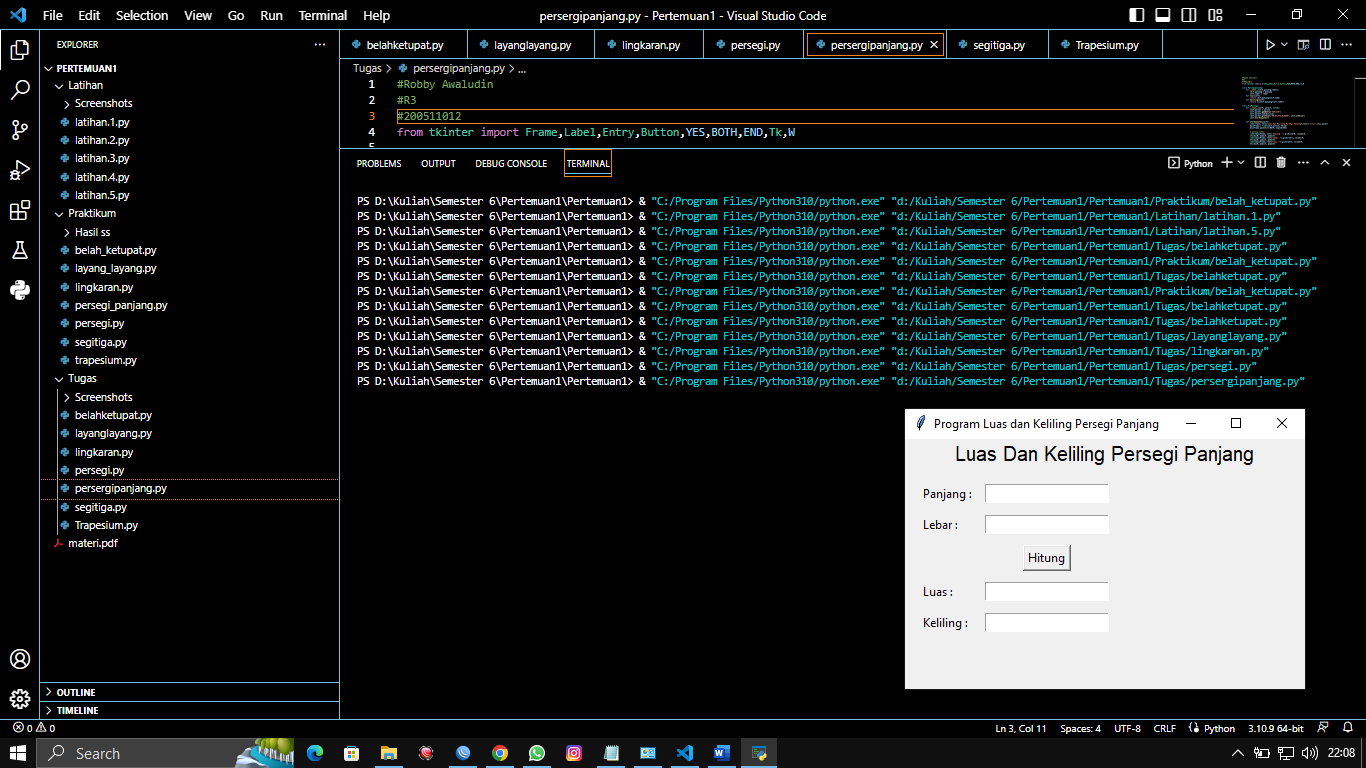 File Edit Selection View Go Run Terminal Help
persergipanjang.py - Pertemuan1 - Visual Studio Code
EXPLORER
PERTEMUAN1
Latihan
Screenshots
latihan.1.py
latihan.2.py
latihan.3.py
latihan.4.py
latihan.5.py
Praktikum
Hasil ss
belah_ketupat.py
layang_layang.py
lingkaran.py
persegi_panjang.py
persegi.py
segitiga.py
trapesium.py
Tugas
Screenshots
belahketupat.py
layanglayang.py
lingkaran.py
persegi.py
persergipanjang.py
segitiga.py
Trapesium.py
materi.pdf
OUTLINE
TIMELINE
belahketupat.py layanglayang.py lingkaran.py persegi.py persergipanjang.py segitiga.py Trapesium.py
Tugas > persergipanjang.py > ...
1 #Robby Awaludin
2 #R3
3 #200511012
4 from tkinter import Frame,Label,Entry,Button,YES,BOTH,END,Tk,W
PROBLEMS OUTPUT DEBUG CONSOLE TERMINAL
Python
PS D:\Kuliah\Semester 6\Pertemuan1\Pertemuan1> & "C:/Program Files/Python310/python.exe" "d:/Kuliah/Semester 6/Pertemuan1/Pertemuan1/Praktikum/belah_ketupat.py"
PS D:\Kuliah\Semester 6\Pertemuan1\Pertemuan1> & "C:/Program Files/Python310/python.exe" "d:/Kuliah/Semester 6/Pertemuan1/Pertemuan1/Latihan/latihan.1.py"
PS D:\Kuliah\Semester 6\Pertemuan1\Pertemuan1> & "C:/Program Files/Python310/python.exe" "d:/Kuliah/Semester 6/Pertemuan1/Pertemuan1/Latihan/latihan.5.py"
PS D:\Kuliah\Semester 6\Pertemuan1\Pertemuan1> & "C:/Program Files/Python310/python.exe" "d:/Kuliah/Semester 6/Pertemuan1/Pertemuan1/Tugas/belahketupat.py"
PS D:\Kuliah\Semester 6\Pertemuan1\Pertemuan1> & "C:/Program Files/Python310/python.exe" "d:/Kuliah/Semester 6/Pertemuan1/Pertemuan1/Praktikum/belah_ketupat.py"
PS D:\Kuliah\Semester 6\Pertemuan1\Pertemuan1> & "C:/Program Files/Python310/python.exe" "d:/Kuliah/Semester 6/Pertemuan1/Pertemuan1/Tugas/belahketupat.py"
PS D:\Kuliah\Semester 6\Pertemuan1\Pertemuan1> & "C:/Program Files/Python310/python.exe" "d:/Kuliah/Semester 6/Pertemuan1/Pertemuan1/Praktikum/belah_ketupat.py"
PS D:\Kuliah\Semester 6\Pertemuan1\Pertemuan1> & "C:/Program Files/Python310/python.exe" "d:/Kuliah/Semester 6/Pertemuan1/Pertemuan1/Tugas/belahketupat.py"
PS D:\Kuliah\Semester 6\Pertemuan1\Pertemuan1> & "C:/Program Files/Python310/python.exe" "d:/Kuliah/Semester 6/Pertemuan1/Pertemuan1/Tugas/belahketupat.py"
PS D:\Kuliah\Semester 6\Pertemuan1\Pertemuan1> & "C:/Program Files/Python310/python.exe" "d:/Kuliah/Semester 6/Pertemuan1/Pertemuan1/Tugas/layanglayang.py"
PS D:\Kuliah\Semester 6\Pertemuan1\Pertemuan1> & "C:/Program Files/Python310/python.exe" "d:/Kuliah/Semester 6/Pertemuan1/Pertemuan1/Tugas/lingkaran.py"
PS D:\Kuliah\Semester 6\Pertemuan1\Pertemuan1> & "C:/Program Files/Python310/python.exe" "d:/Kuliah/Semester 6/Pertemuan1/Pertemuan1/Tugas/persegi.py"
PS D:\Kuliah\Semester 6\Pertemuan1\Pertemuan1> & "C:/Program Files/Python310/python.exe" "d:/Kuliah/Semester 6/Pertemuan1/Pertemuan1/Tugas/persergipanjang.py"
Program Luas dan Keliling Persegi Panjang
Luas Dan Keliling Persegi Panjang
Panjang :
Lebar :
Hitung
Luas :
Keliling :
0 0
Ln 3, Col 11 Spaces: 4 UTF-8 CRLF Python 3.10.9 64-bit
Search
22:08